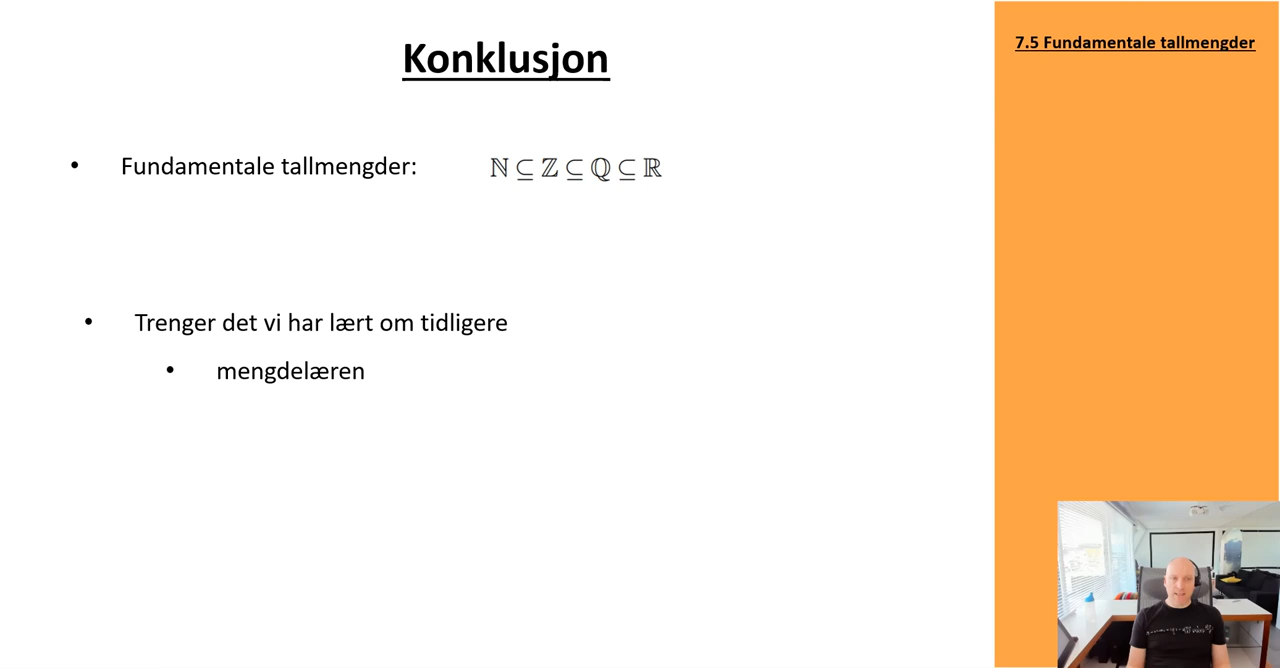 Konklusjon
7.5 Fundamentale tallmengder
• Fundamentale tallmengder: ℕ ⊆ ℤ ⊆ ℚ ⊆ ℝ
• Trenger det vi har lært om tidligere
• mengdelæren